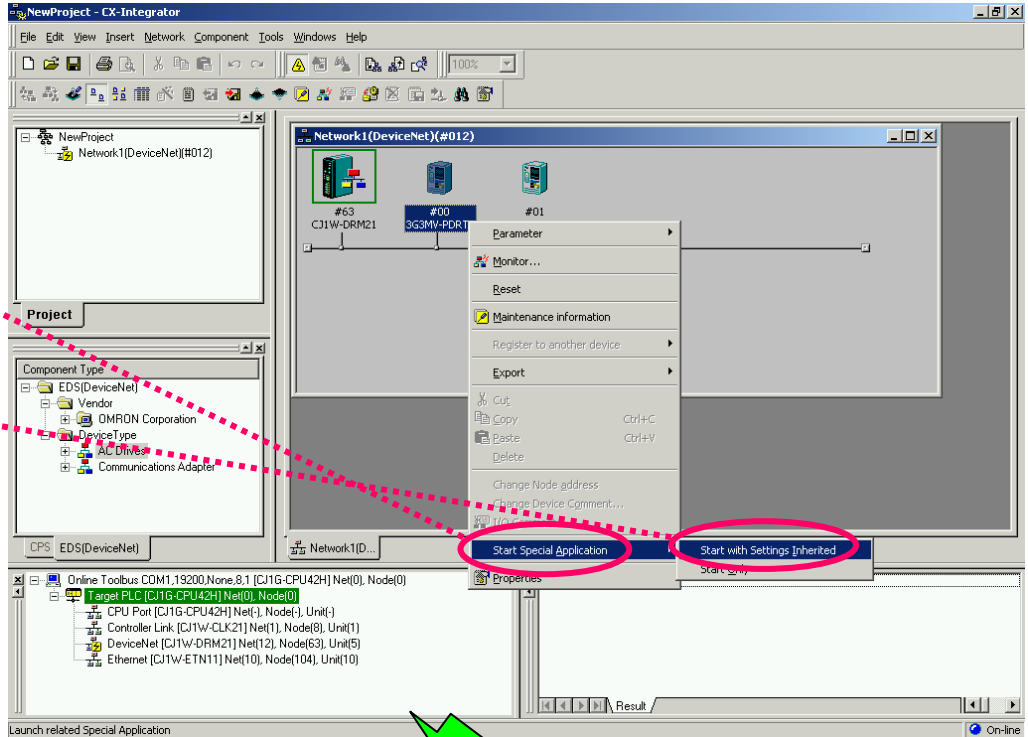 NewProject - CX-Integrator
File Edit View Insert Network Component Tools Windows Help
100%
NewProject
Network1(DeviceNet)(#012)
Project
Component Type
EDS(DeviceNet)
Vendor
OMRON Corporation
DeviceType
AC Drives
Communications Adapter
CPS EDS(DeviceNet)
Network1(DeviceNet)(#012)
#63
CJ1W-DRM21
#00
3G3MV-PDRT
#01
Parameter
Monitor...
Reset
Maintenance information
Register to another device
Export
Cut
Copy Ctrl+C
Paste Ctrl+V
Delete
Change Node address
Change Device Comment...
Start Special Application
Properties
Start with Settings Inherited
Start Only
Network1(D...
Online Toolbus COM1,19200,None,8,1 [CJ1G-CPU42H] Net(0), Node(0)
Target PLC [CJ1G-CPU42H] Net(0), Node(0)
CPU Port [CJ1G-CPU42H] Net(-), Node(-), Unit(-)
Controller Link [CJ1W-CLK21] Net(1), Node(8), Unit(1)
DeviceNet [CJ1W-DRM21] Net(12), Node(63), Unit(5)
Ethernet [CJ1W-ETN11] Net(10), Node(104), Unit(10)
Result
Launch related Special Application
On-line